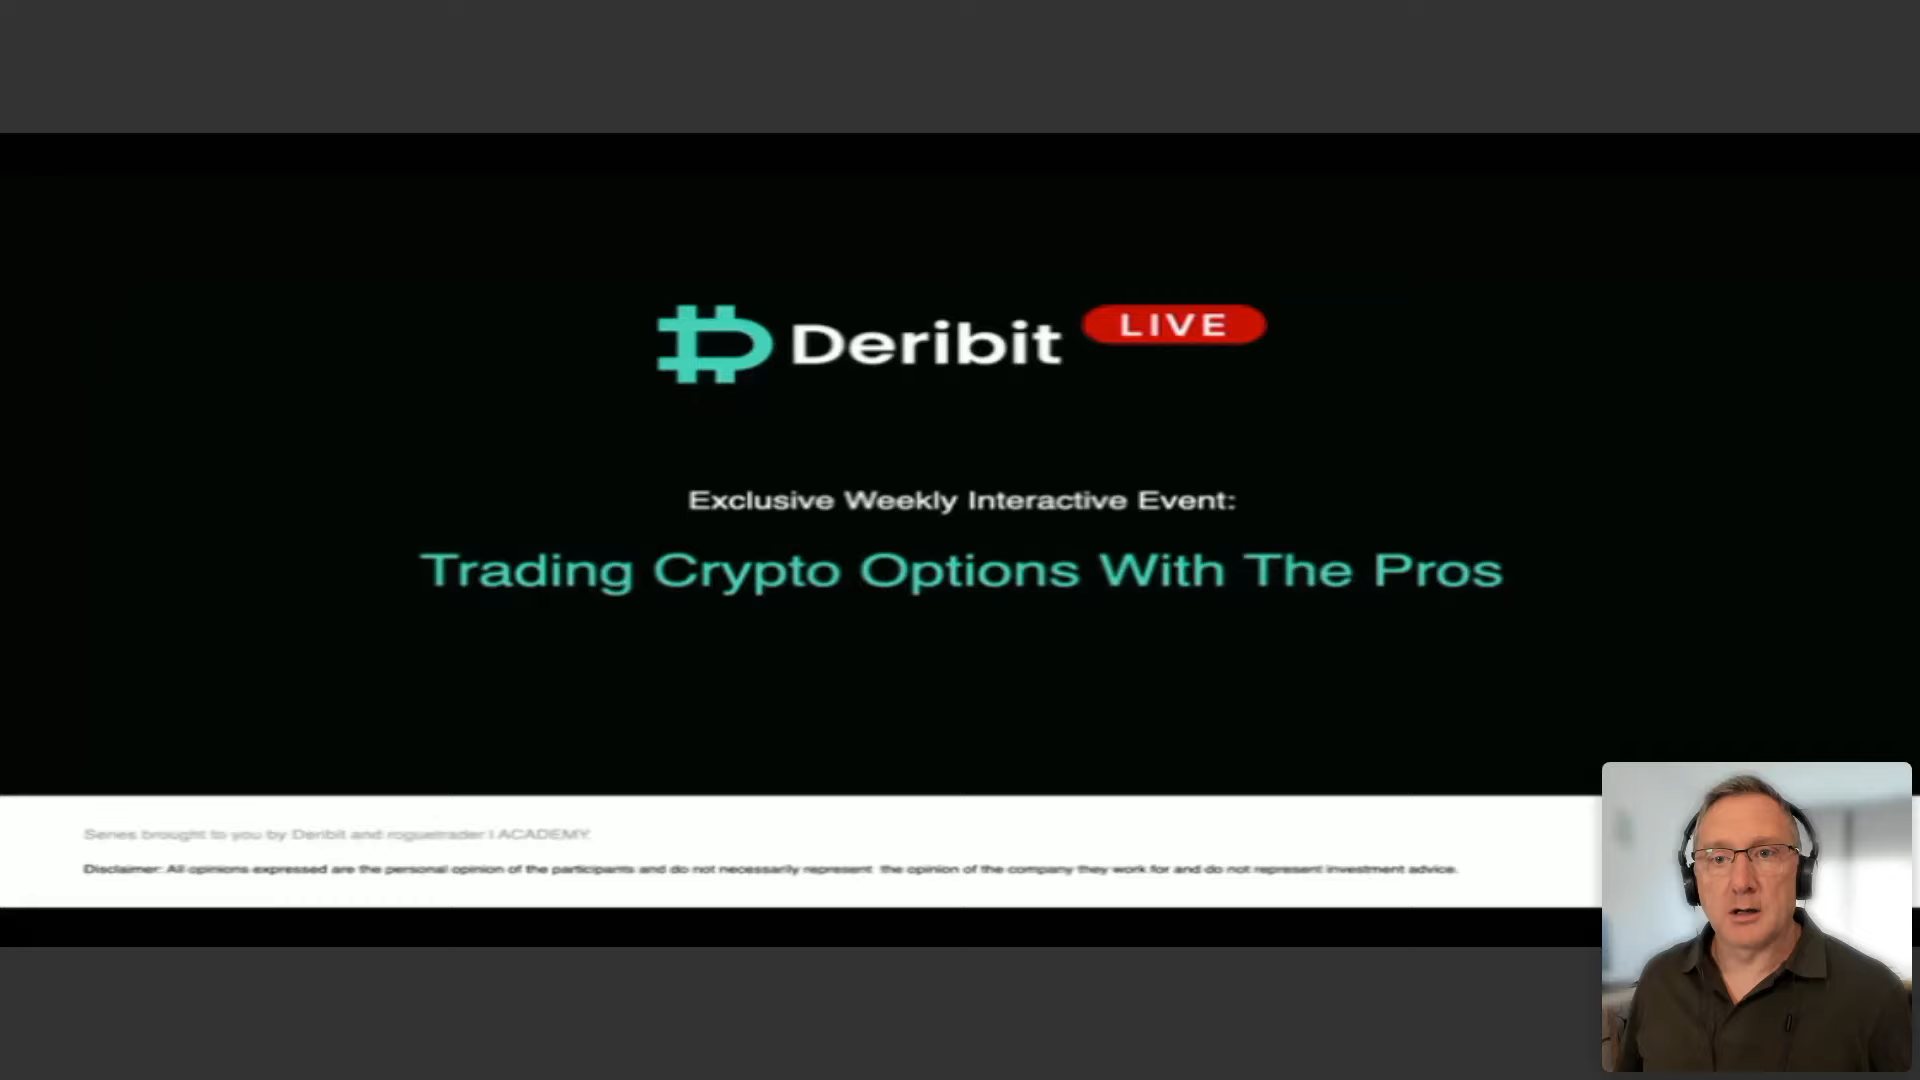 Deribit LIVE
Exclusive Weekly Interactive Event:
Trading Crypto Options With The Pros
Series brought to you by Deribit and roguetrader I ACADEMY.
Disclaimer: All opinions expressed are the personal opinion of the participants and do not necessarily represent the opinion of the company they work for and do not represent investment advice.